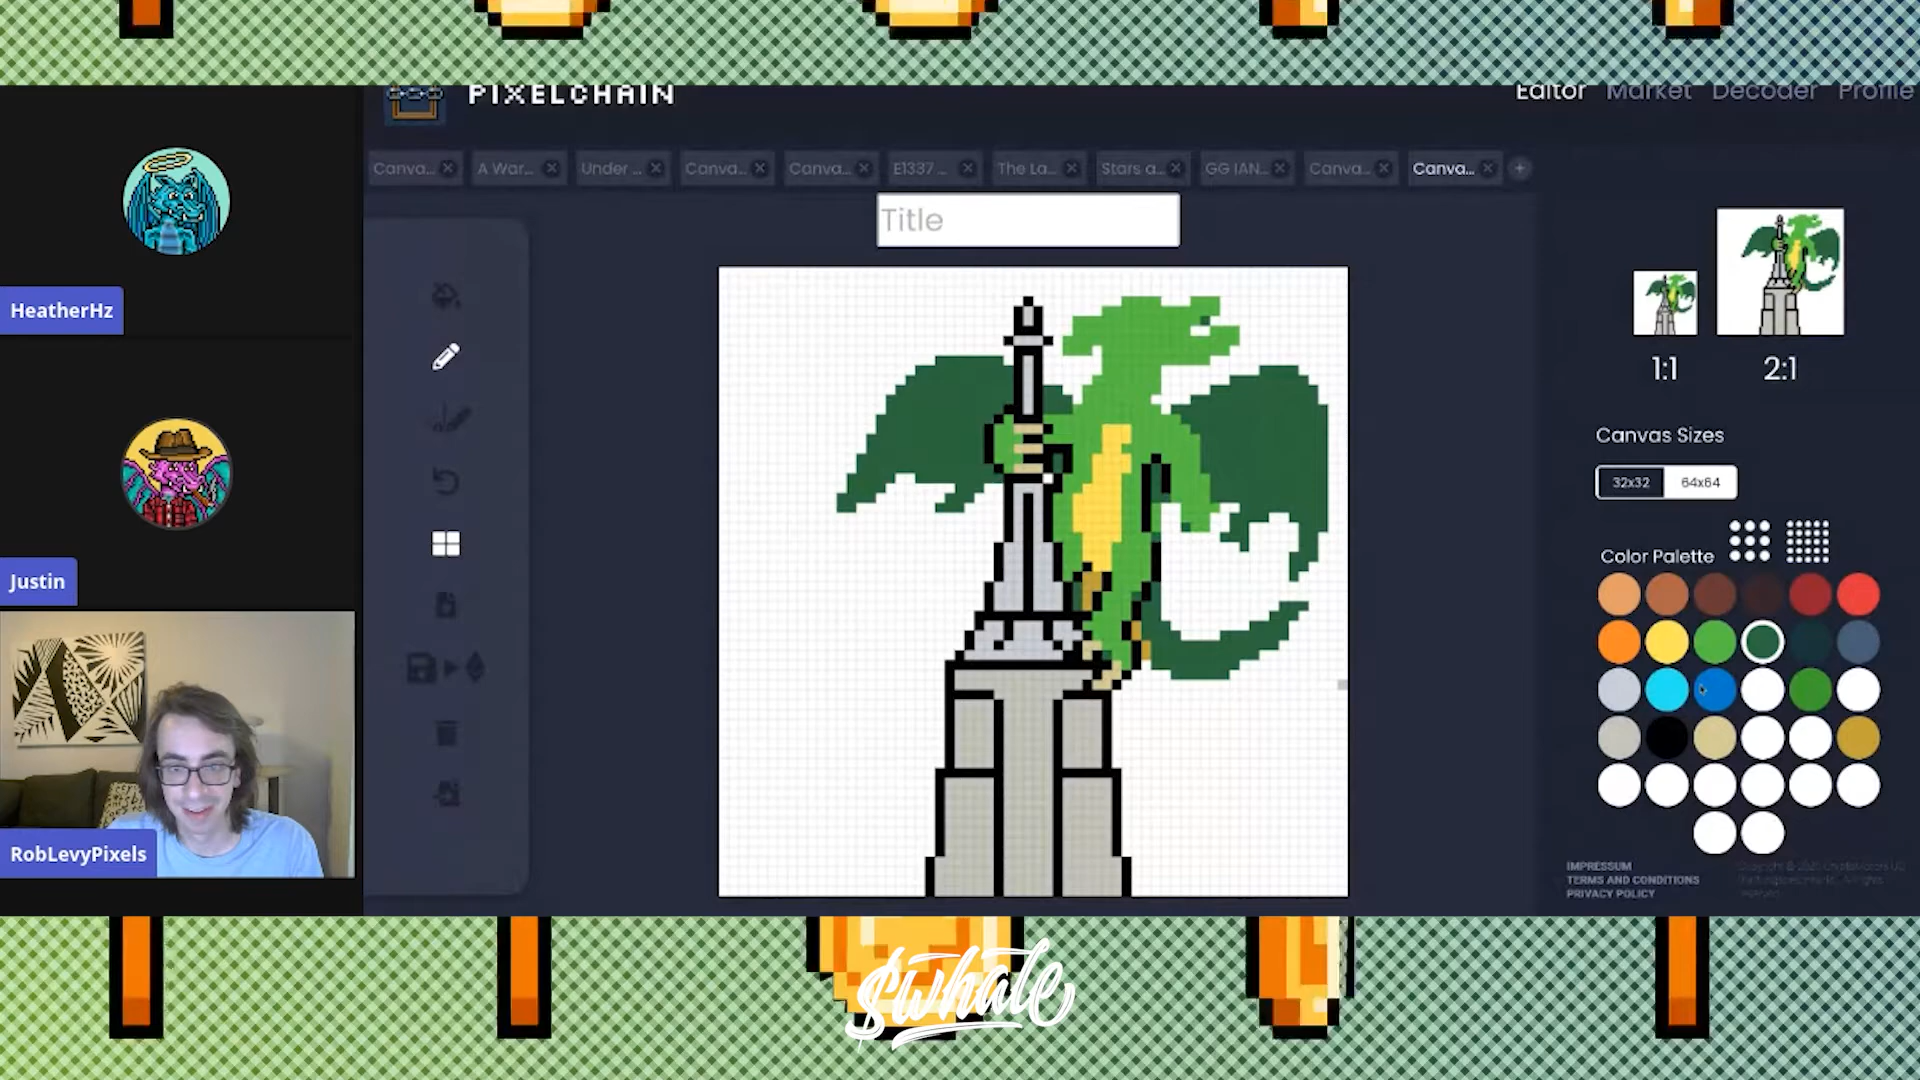 PIXELCHAIN
Editor Market Decoder Profile
Canva... A War... Under ... Canva... Canva... E1337 ... The La... Stars a... GG IAN... Canva... Canva...
Title
HeatherHz
1:1 2:1
Canvas Sizes
32x32 64x64
Color Palette
Justin
RobLevyPixels
IMPRESSUM
TERMS AND CONDITIONS
PRIVACY POLICY
$whale